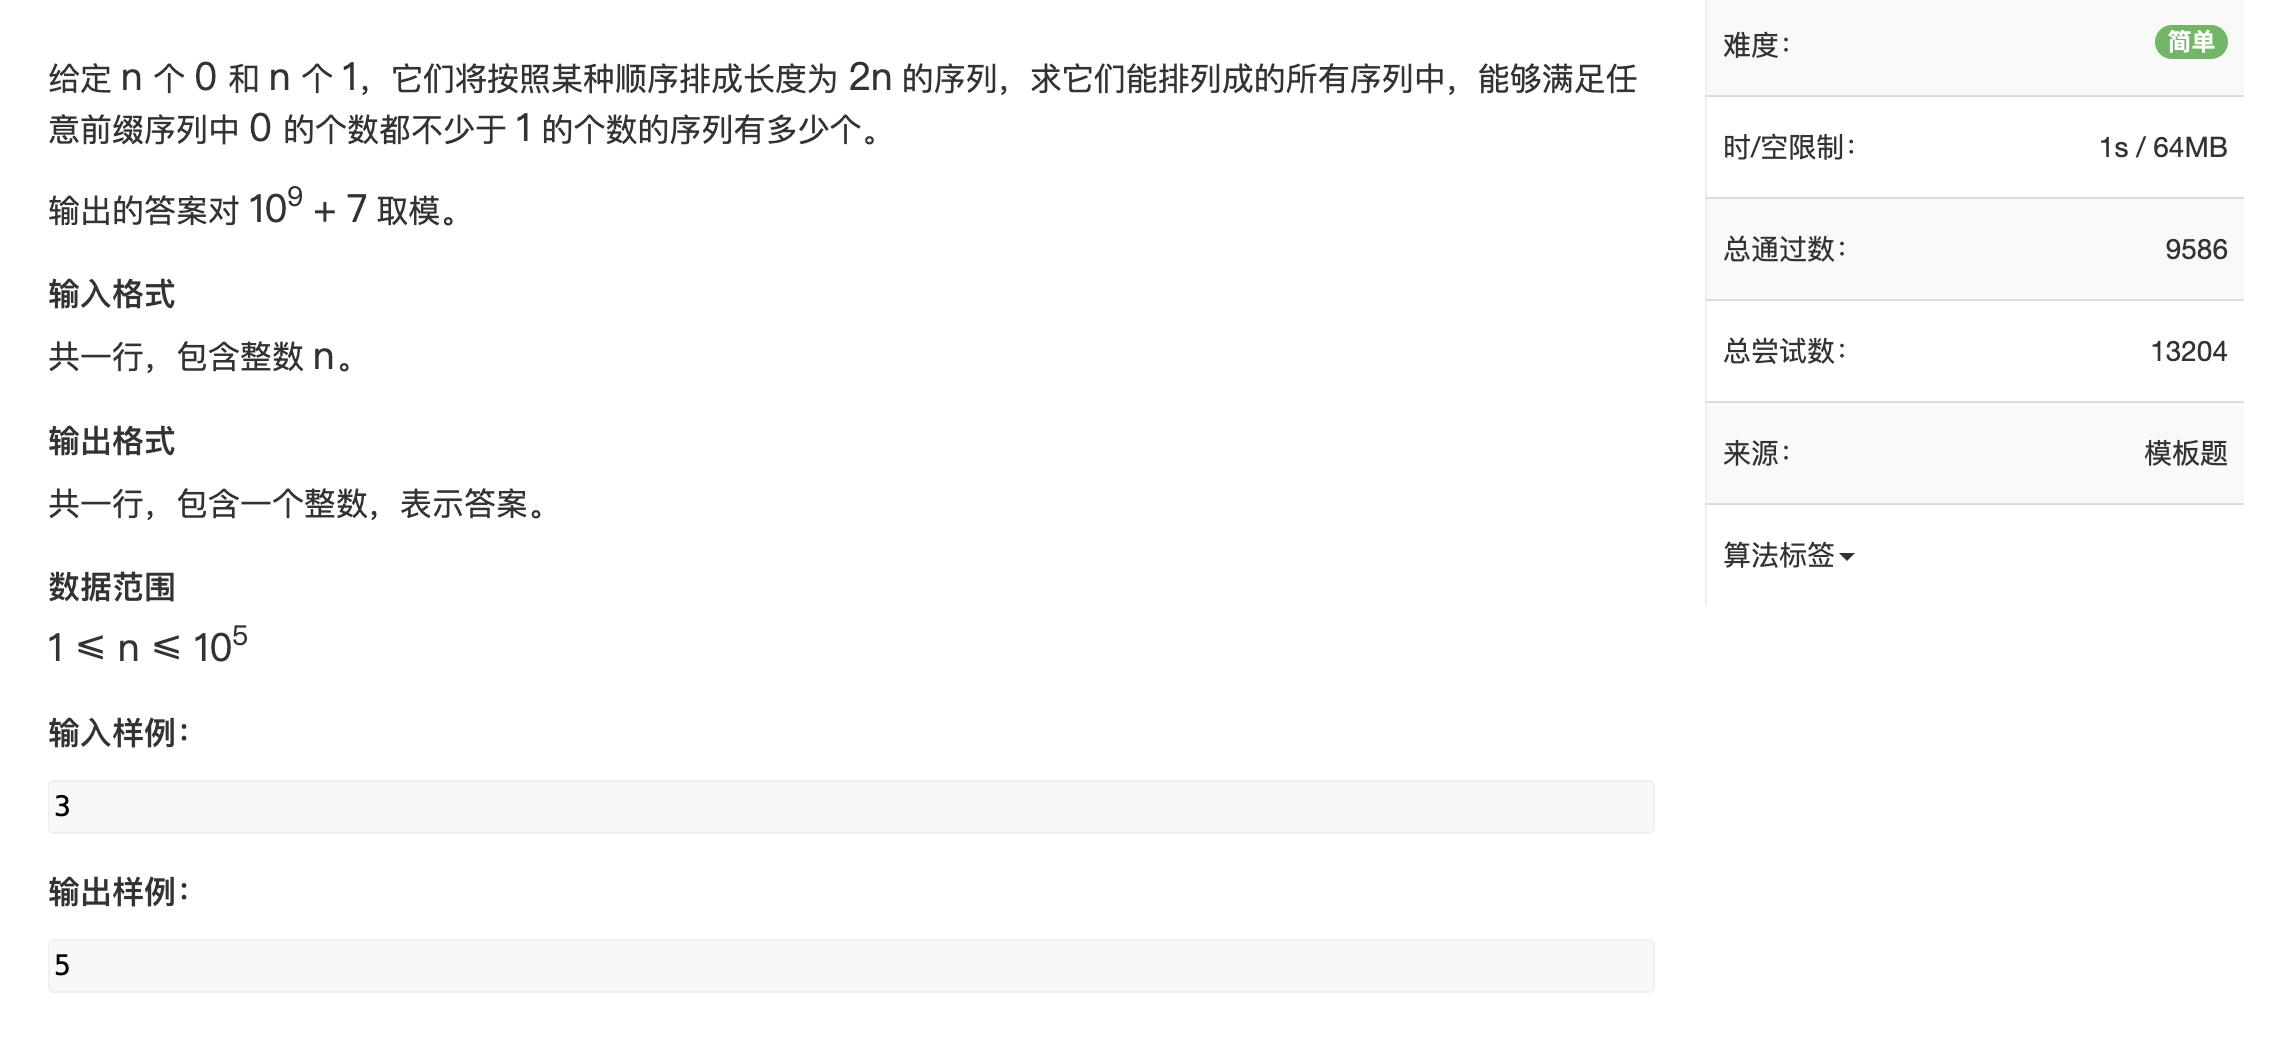 给定 n 个 0 和 n 个 1，它们将按照某种顺序排成长度为 2n 的序列，求它们能排列成的所有序列中，能够满足任
意前缀序列中 0 的个数都不少于 1 的个数的序列有多少个。
输出的答案对 10⁹ + 7 取模。
输入格式
共一行，包含整数 n。
输出格式
共一行，包含一个整数，表示答案。
数据范围
1 ⩽ n ⩽ 10⁵
输入样例：
3
输出样例：
5
难度： 简单
时/空限制： 1s / 64MB
总通过数： 9586
总尝试数： 13204
来源： 模板题
算法标签